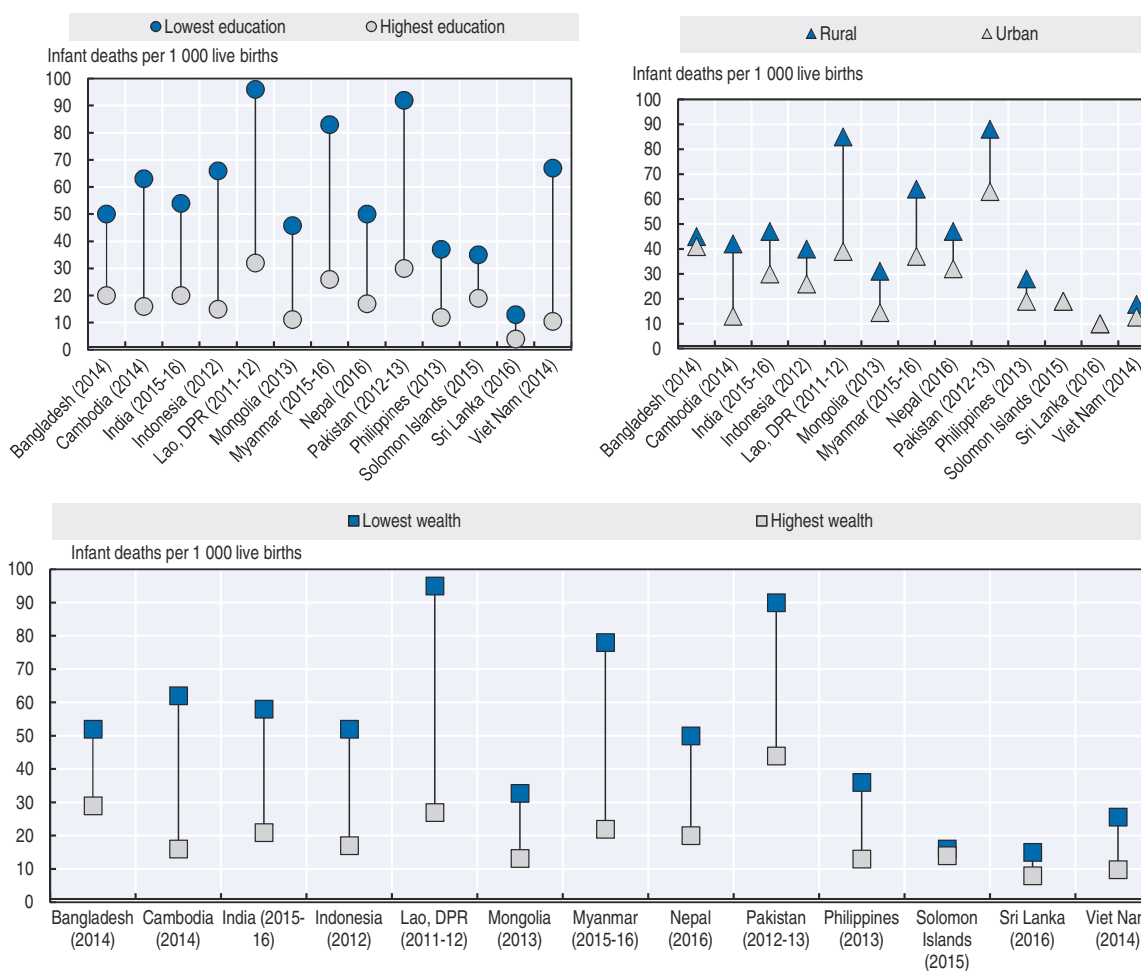 Lowest education Highest education
Infant deaths per 1 000 live births
100
90
80
70
60
50
40
30
20
10
0
Bangladesh (2014)
Cambodia (2014)
India (2015-16)
Indonesia (2012)
Lao, DPR (2011-12)
Mongolia (2013)
Myanmar (2015-16)
Nepal (2016)
Pakistan (2012-13)
Philippines (2013)
Solomon Islands (2015)
Sri Lanka (2016)
Viet Nam (2014)
Rural Urban
Infant deaths per 1 000 live births
100
90
80
70
60
50
40
30
20
10
0
Bangladesh (2014)
Cambodia (2014)
India (2015-16)
Indonesia (2012)
Lao, DPR (2011-12)
Mongolia (2013)
Myanmar (2015-16)
Nepal (2016)
Pakistan (2012-13)
Philippines (2013)
Solomon Islands (2015)
Sri Lanka (2016)
Viet Nam (2014)
Lowest wealth Highest wealth
Infant deaths per 1 000 live births
100
90
80
70
60
50
40
30
20
10
0
Bangladesh
(2014)
Cambodia
(2014)
India (2015-
16)
Indonesia
(2012)
Lao, DPR
(2011-12)
Mongolia
(2013)
Myanmar
(2015-16)
Nepal
(2016)
Pakistan
(2012-13)
Philippines
(2013)
Solomon
Islands
(2015)
Sri Lanka
(2016)
Viet Nam
(2014)